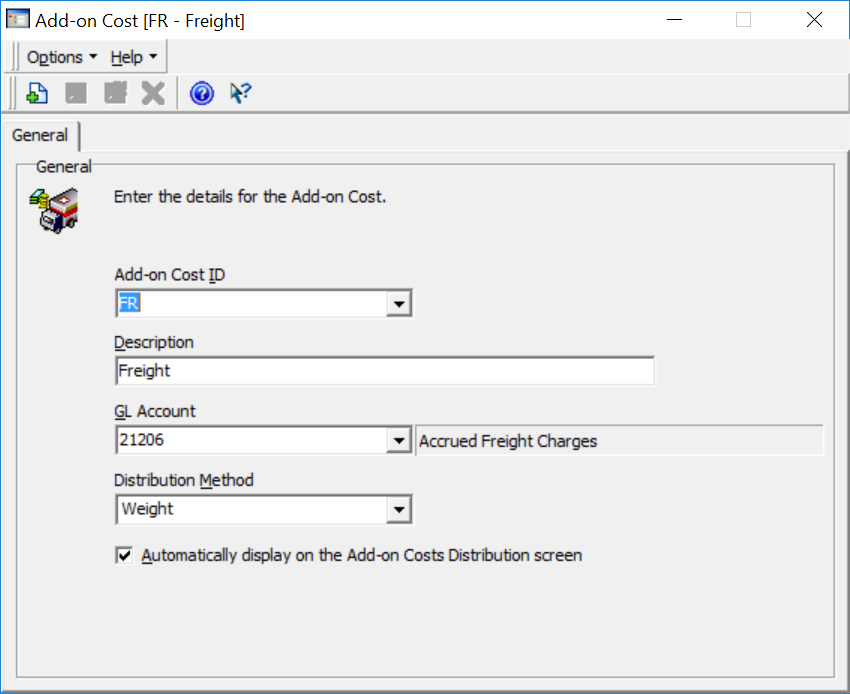 Add-on Cost [FR - Freight]
Options Help
General
General
Enter the details for the Add-on Cost.
Add-on Cost ID
FR
Description
Freight
GL Account
21206 Accrued Freight Charges
Distribution Method
Weight
Automatically display on the Add-on Costs Distribution screen